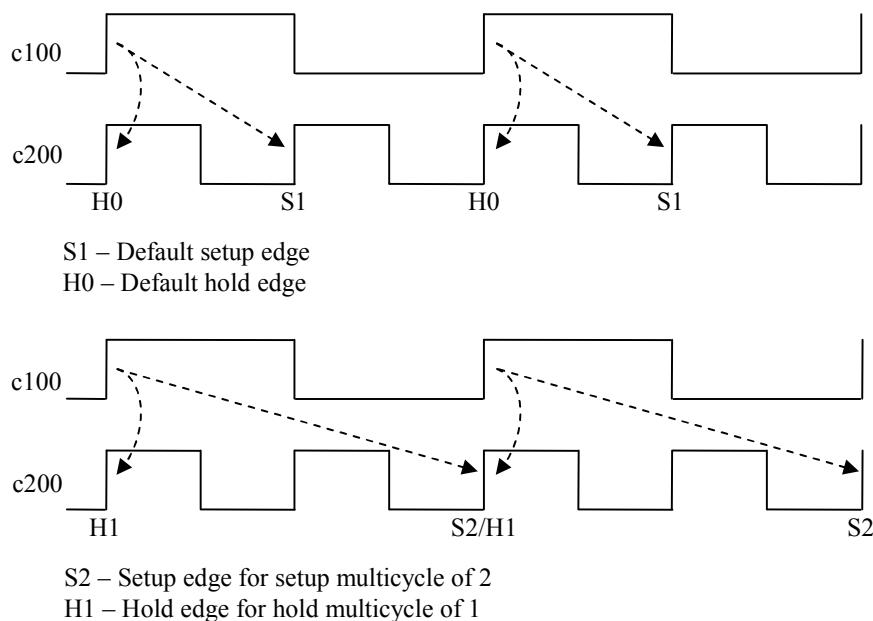 c100
c200
H0 S1 H0 S1
S1 – Default setup edge
H0 – Default hold edge
c100
c200
H1 S2/H1 S2
S2 – Setup edge for setup multicycle of 2
H1 – Hold edge for hold multicycle of 1